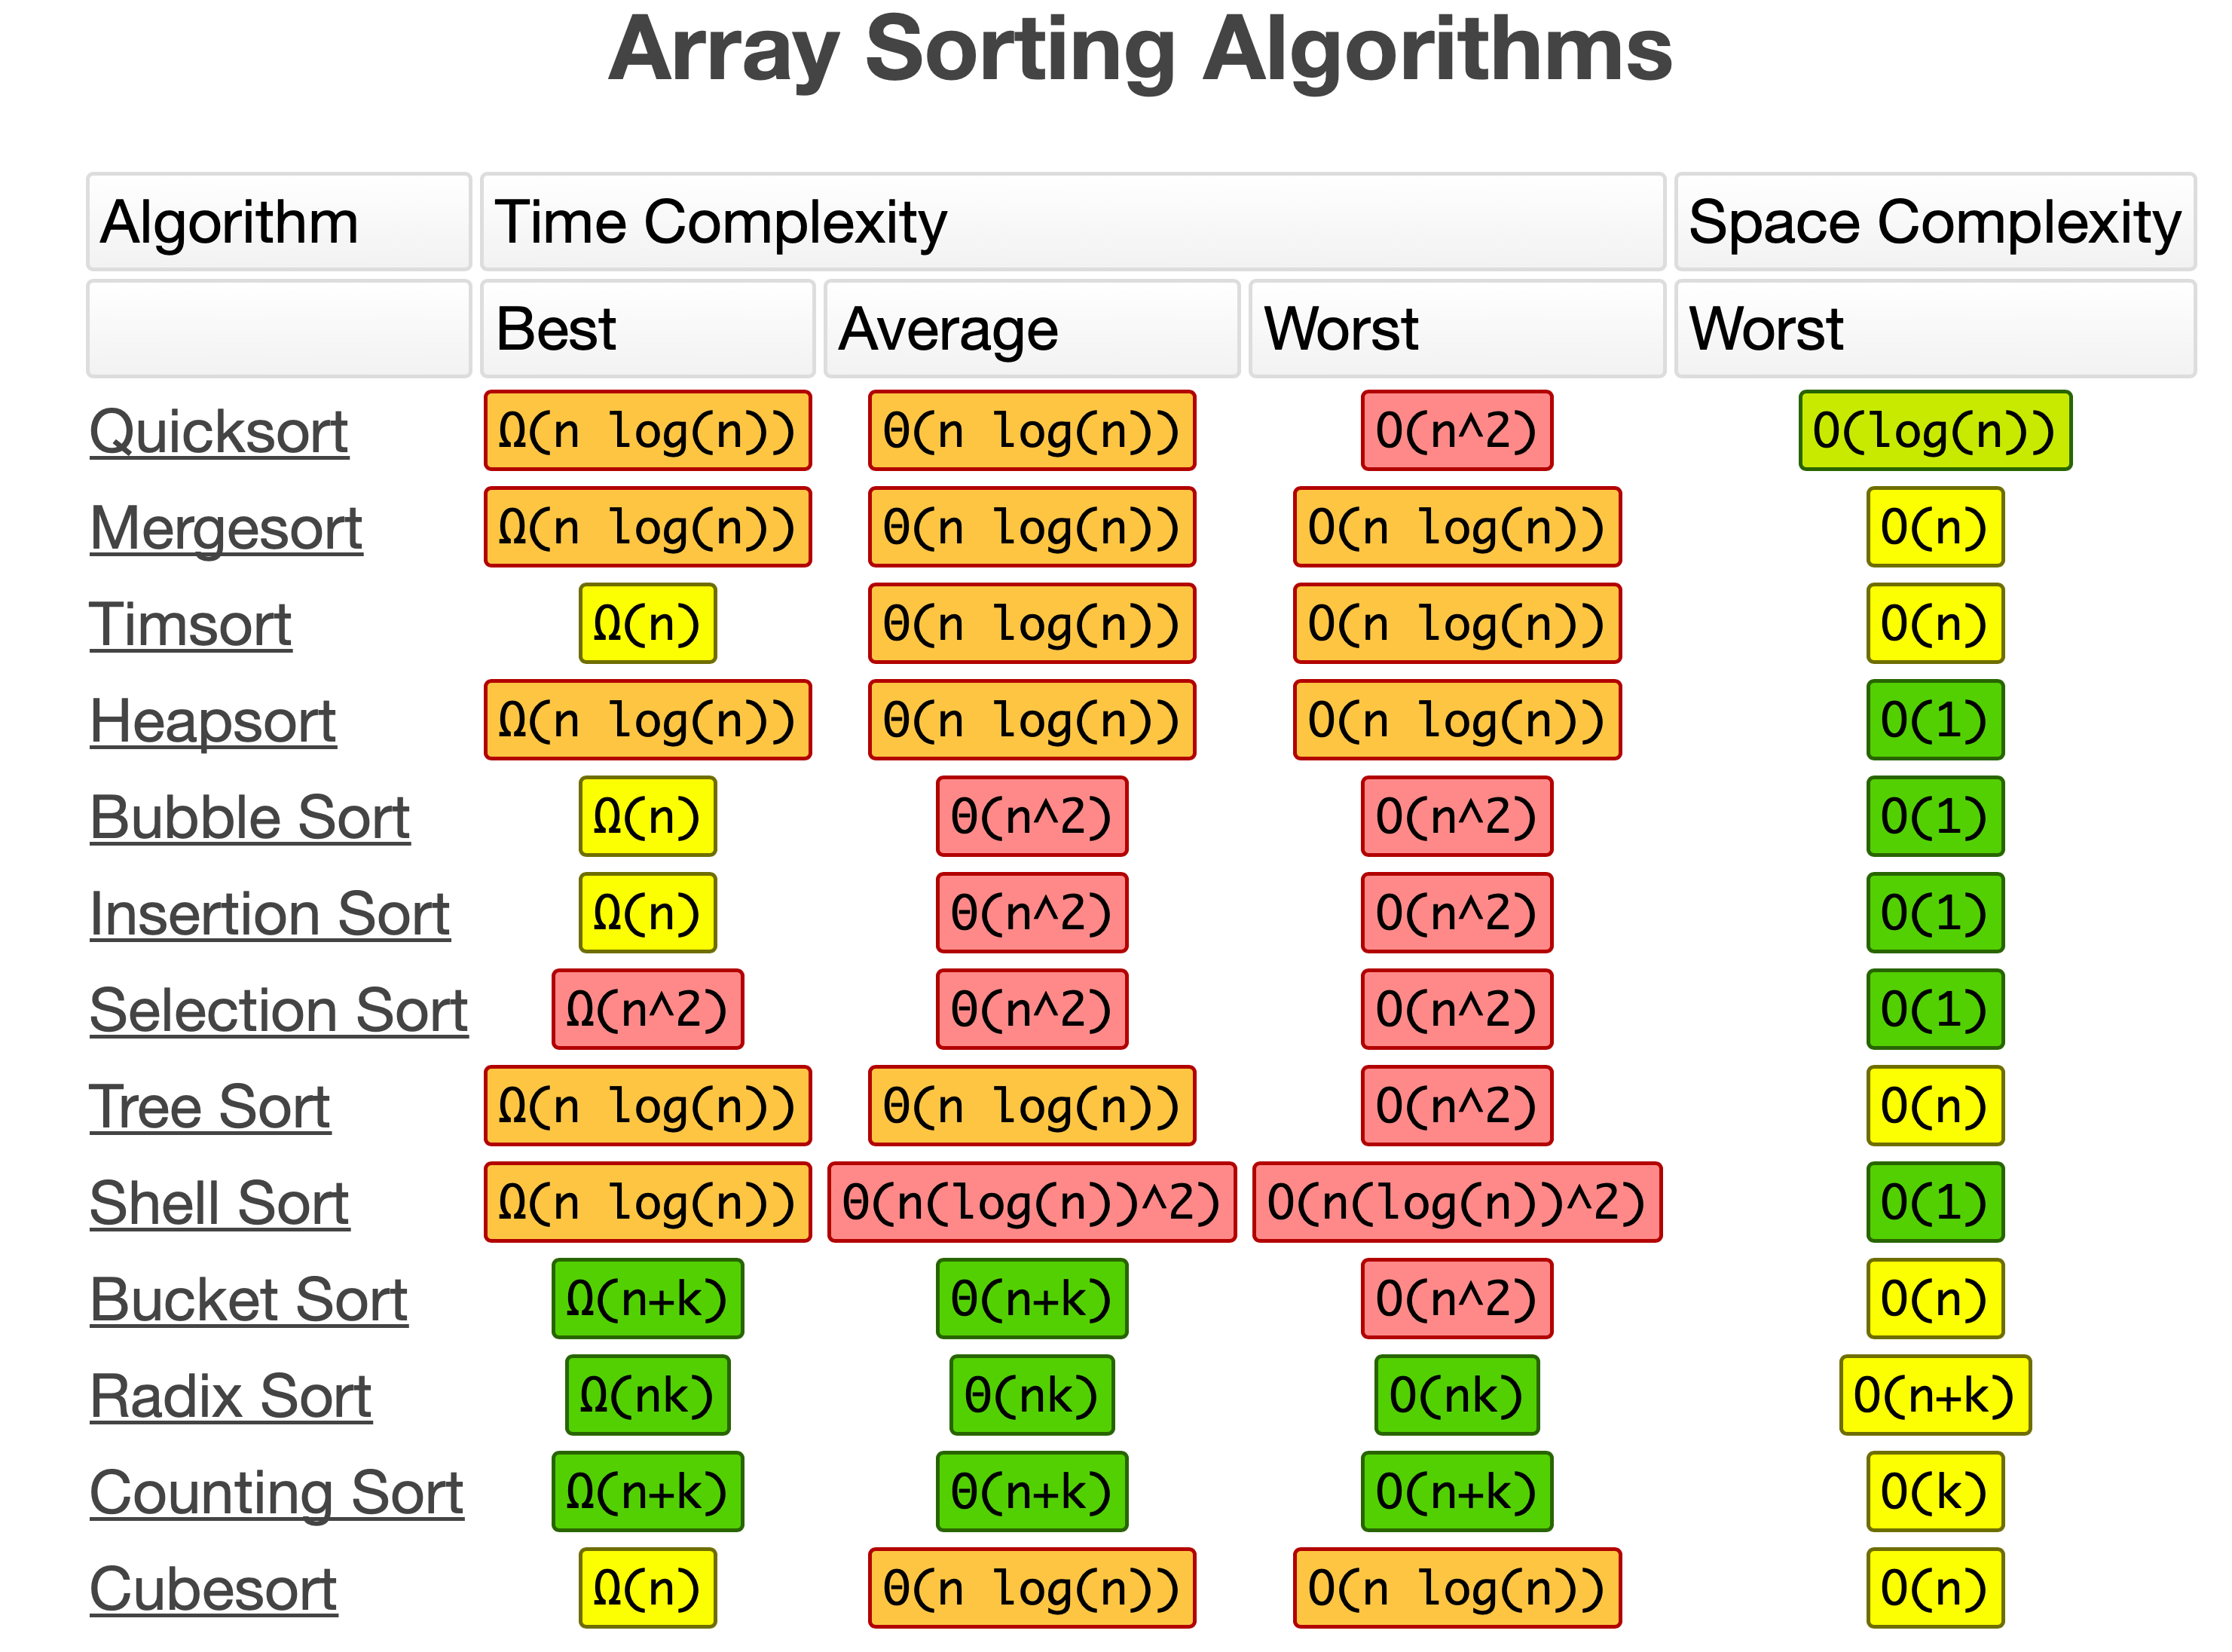 Array Sorting Algorithms
Algorithm Time Complexity Space Complexity
Best Average Worst Worst
Quicksort Ω(n log(n)) Θ(n log(n)) O(n^2) O(log(n))
Mergesort Ω(n log(n)) Θ(n log(n)) O(n log(n)) O(n)
Timsort Ω(n) Θ(n log(n)) O(n log(n)) O(n)
Heapsort Ω(n log(n)) Θ(n log(n)) O(n log(n)) O(1)
Bubble Sort Ω(n) Θ(n^2) O(n^2) O(1)
Insertion Sort Ω(n) Θ(n^2) O(n^2) O(1)
Selection Sort Ω(n^2) Θ(n^2) O(n^2) O(1)
Tree Sort Ω(n log(n)) Θ(n log(n)) O(n^2) O(n)
Shell Sort Ω(n log(n)) Θ(n(log(n))^2) O(n(log(n))^2) O(1)
Bucket Sort Ω(n+k) Θ(n+k) O(n^2) O(n)
Radix Sort Ω(nk) Θ(nk) O(nk) O(n+k)
Counting Sort Ω(n+k) Θ(n+k) O(n+k) O(k)
Cubesort Ω(n) Θ(n log(n)) O(n log(n)) O(n)